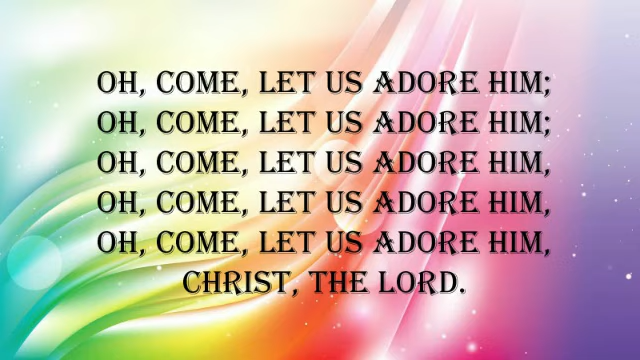 OH, COME, LET US ADORE HIM;
OH, COME, LET US ADORE HIM;
OH, COME, LET US ADORE HIM,
OH, COME, LET US ADORE HIM,
OH, COME, LET US ADORE HIM,
CHRIST, THE LORD.